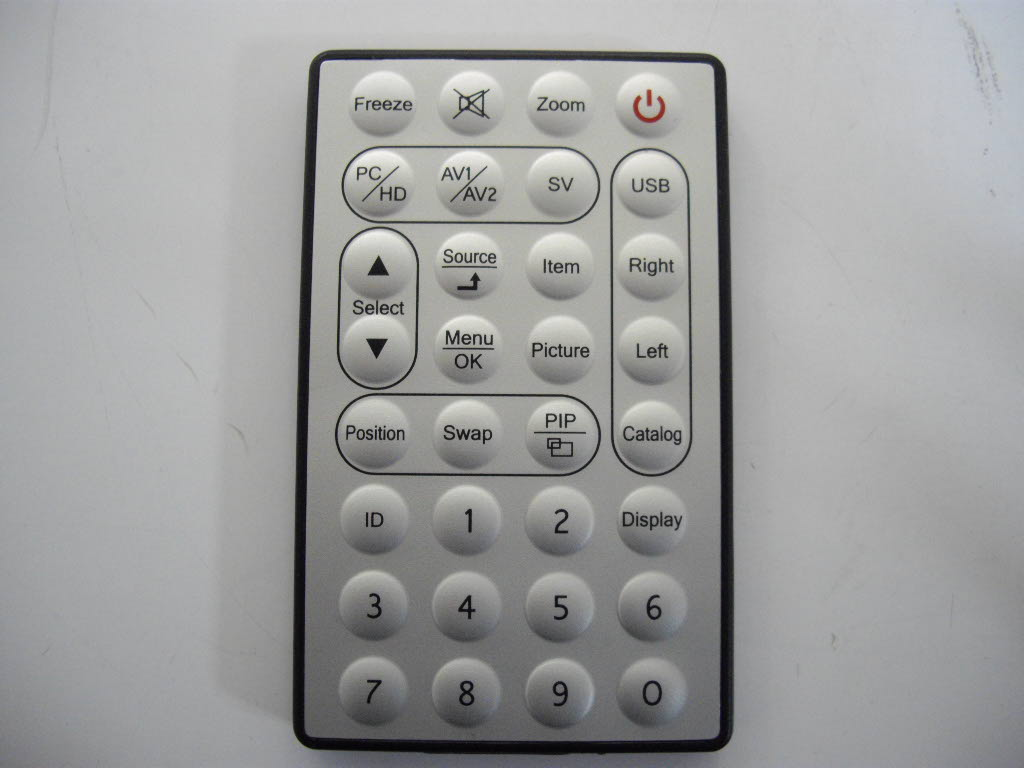 Freeze
Zoom
PC/HD
AV1/AV2
SV
USB
Select
Source
Item
Right
Menu
OK
Picture
Left
Position
Swap
PIP
Catalog
ID
1
2
Display
3
4
5
6
7
8
9
0